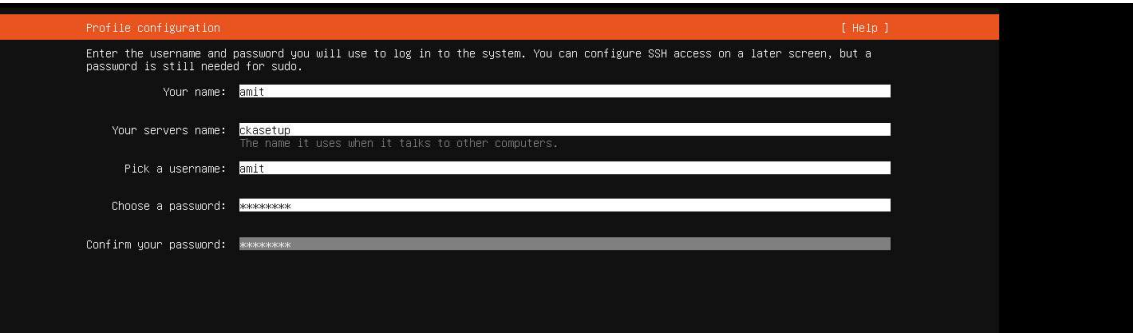 Profile configuration [ Help ]
Enter the username and password you will use to log in to the system. You can configure SSH access on a later screen, but a
password is still needed for sudo.
Your name: amit
Your servers name: ckasetup
The name it uses when it talks to other computers.
Pick a username: amit
Choose a password: ********
Confirm your password: ********